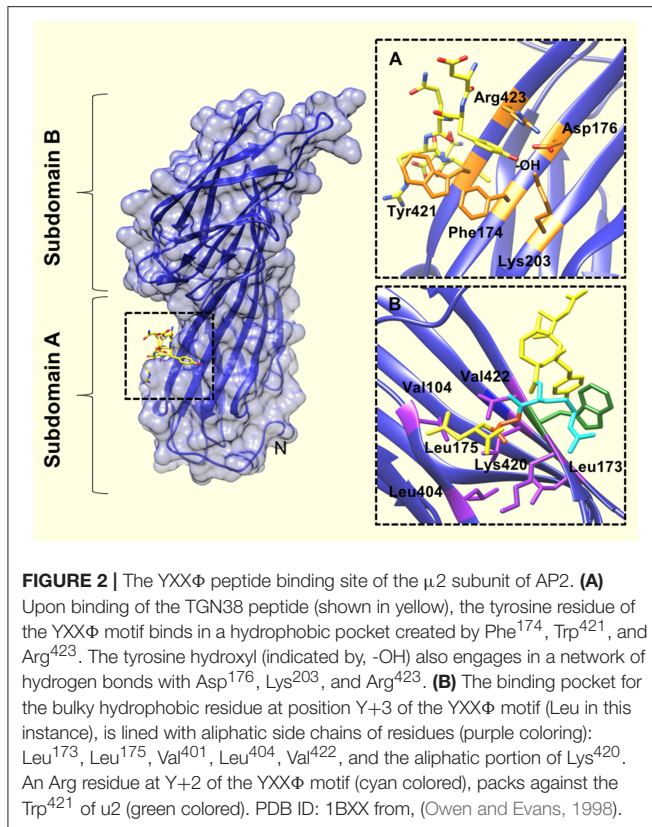 Subdomain B
Subdomain A
N
A
Arg423
Asp176
-OH
Tyr421
Phe174
Lys203
B
Val422
Val104
Leu175
Lys420
Leu173
Leu404
FIGURE 2 | The YXXΦ peptide binding site of the μ2 subunit of AP2. (A)
Upon binding of the TGN38 peptide (shown in yellow), the tyrosine residue of
the YXXΦ motif binds in a hydrophobic pocket created by Phe174, Trp421, and
Arg423. The tyrosine hydroxyl (indicated by, -OH) also engages in a network of
hydrogen bonds with Asp176, Lys203, and Arg423. (B) The binding pocket for
the bulky hydrophobic residue at position Y+3 of the YXXΦ motif (Leu in this
instance), is lined with aliphatic side chains of residues (purple coloring):
Leu173, Leu175, Val401, Leu404, Val422, and the aliphatic portion of Lys420.
An Arg residue at Y+2 of the YXXΦ motif (cyan colored), packs against the
Trp421 of u2 (green colored). PDB ID: 1BXX from, (Owen and Evans, 1998).